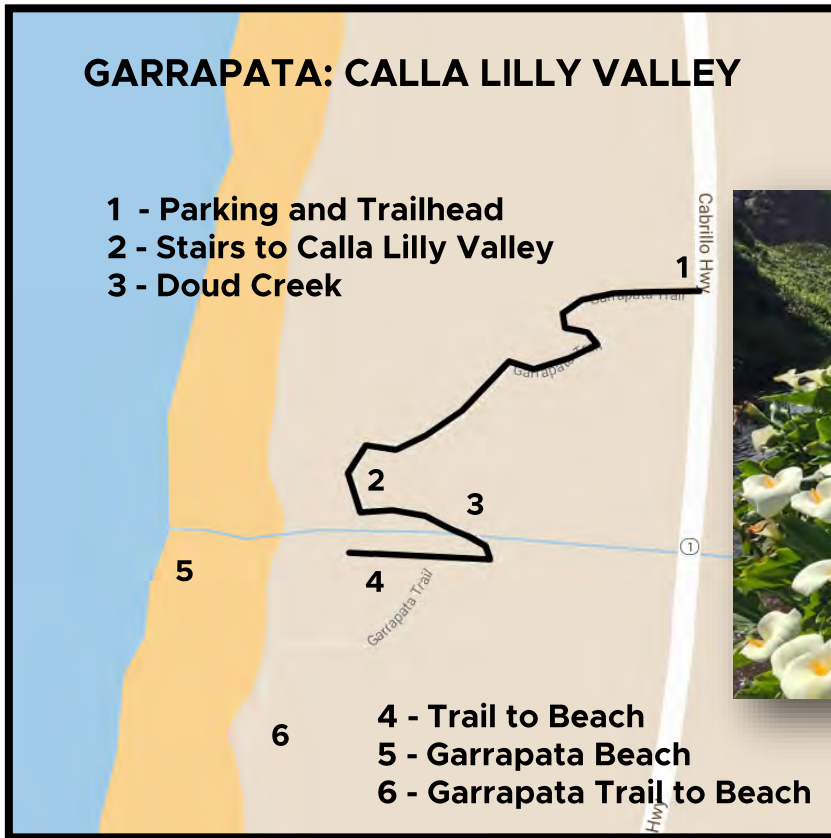 GARRAPATA: CALLA LILLY VALLEY
1 - Parking and Trailhead
2 - Stairs to Calla Lilly Valley
3 - Doud Creek
Cabrillo Hwy
1
Garrapata Trail
Garrapata Trail
2
3
1
5
4
Garrapata Trail
6
4 - Trail to Beach
5 - Garrapata Beach
6 - Garrapata Trail to Beach
Hwy